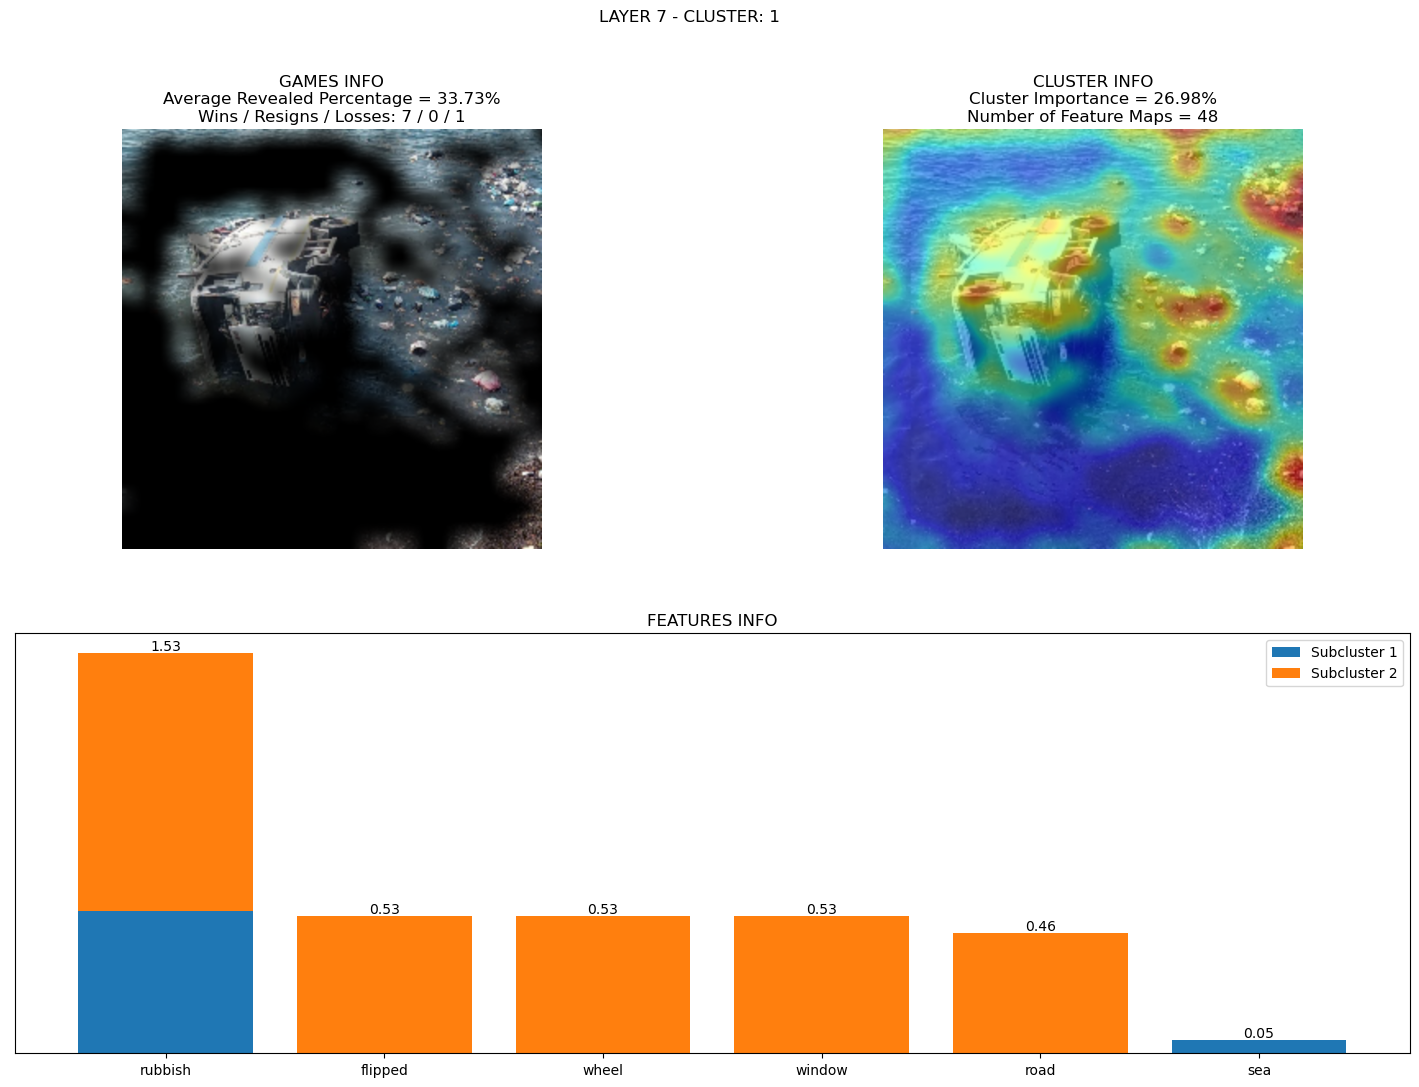 LAYER 7 - CLUSTER: 1
GAMES INFO
Average Revealed Percentage = 33.73%
Wins / Resigns / Losses: 7 / 0 / 1
CLUSTER INFO
Cluster Importance = 26.98%
Number of Feature Maps = 48
FEATURES INFO
Subcluster 1
Subcluster 2
1.53
0.53
0.53
0.53
0.46
0.05
rubbish
flipped
wheel
window
road
sea